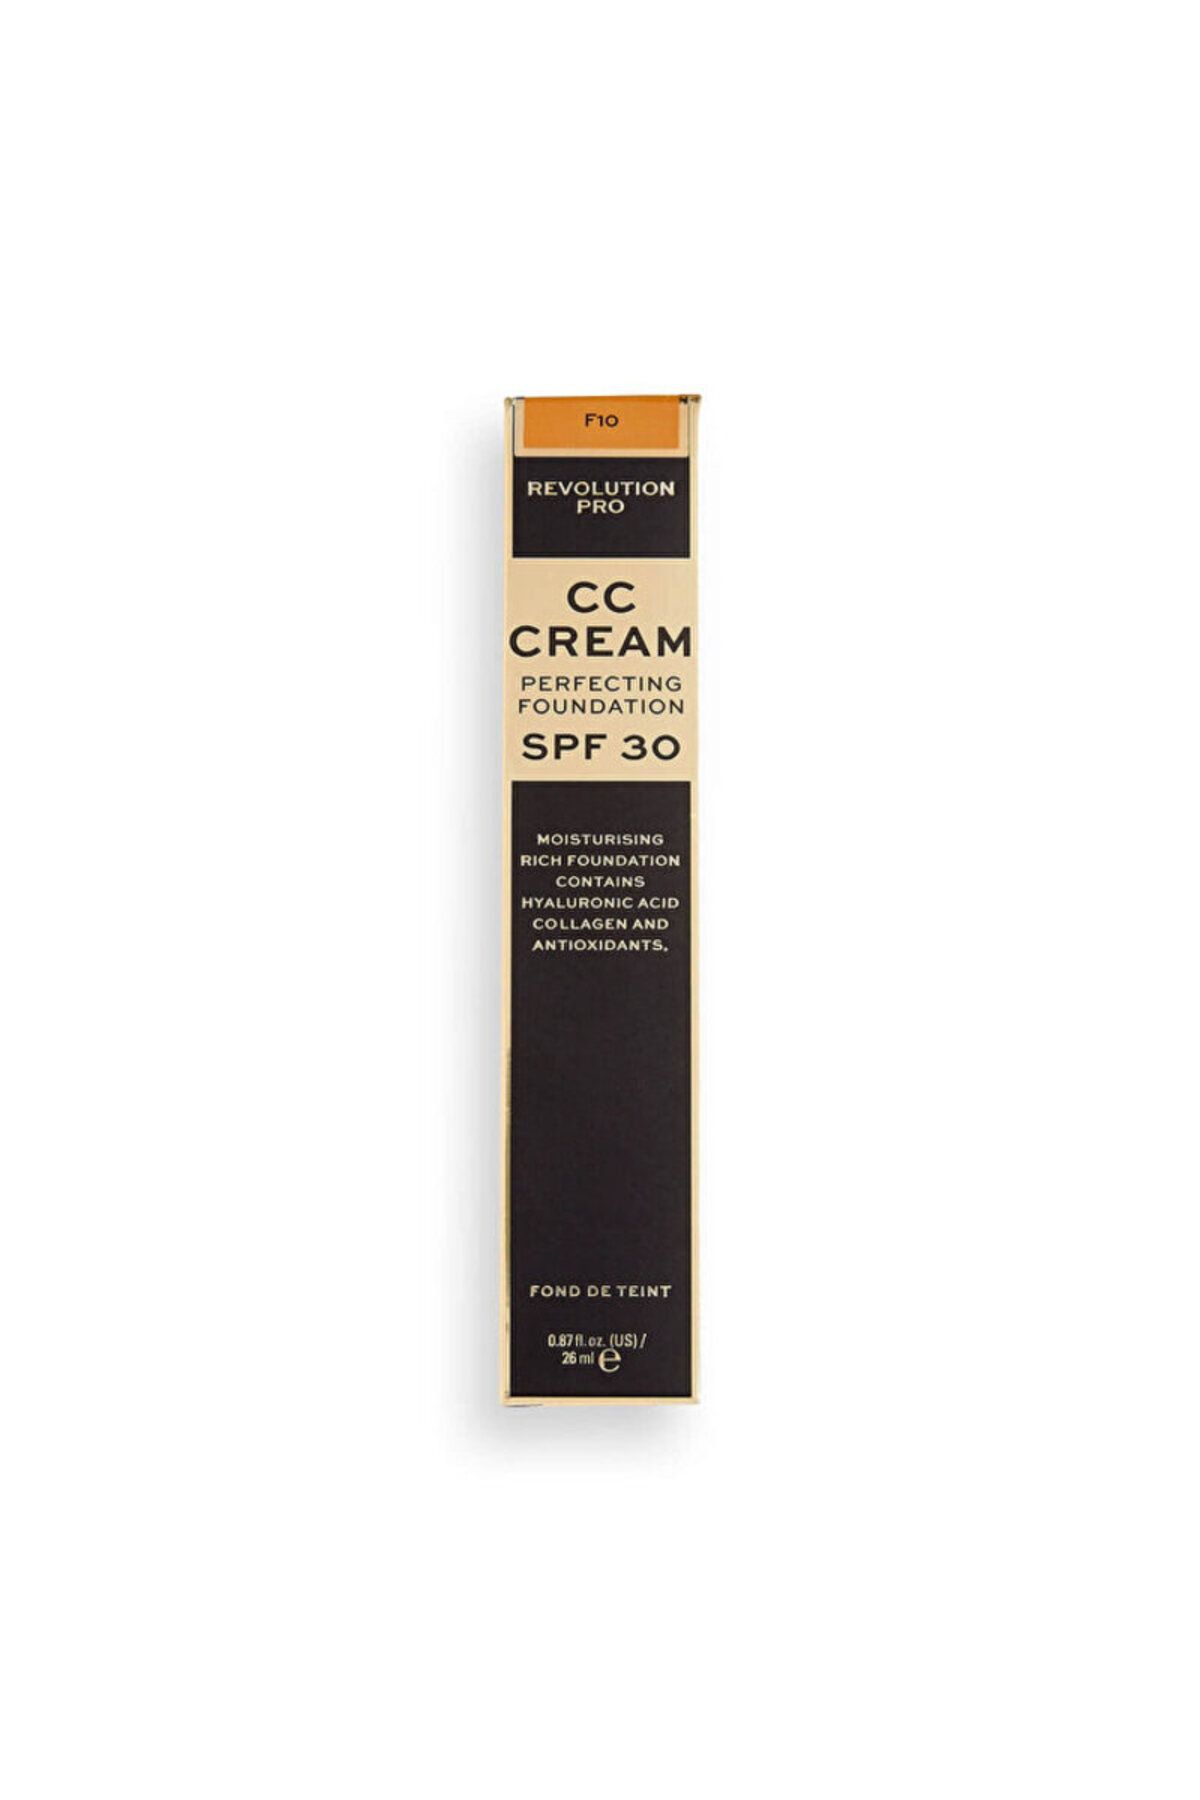 F10
REVOLUTION
PRO
CC
CREAM
PERFECTING
FOUNDATION
SPF 30
MOISTURISING
RICH FOUNDATION
CONTAINS
HYALURONIC ACID
COLLAGEN AND
ANTIOXIDANTS.
FOND DE TEINT
0.87 fl. oz. (US) /
26 ml ℮